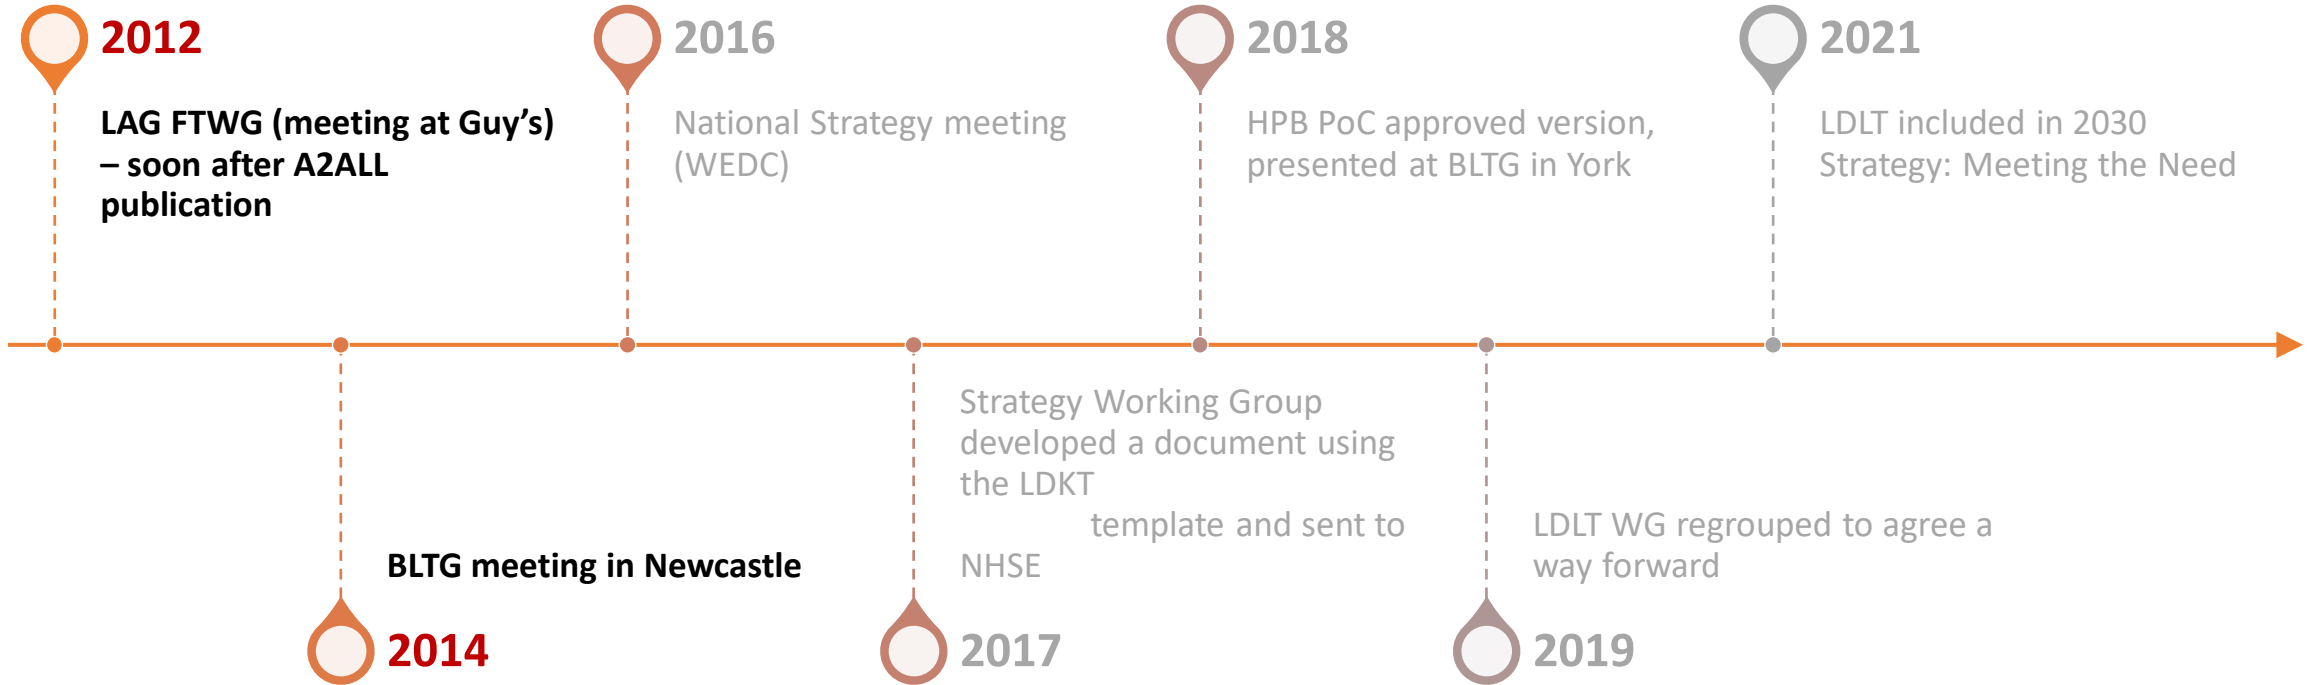 2012
LAG FTWG (meeting at Guy’s)
– soon after A2ALL
publication
2016
National Strategy meeting
(WEDC)
2018
HPB PoC approved version,
presented at BLTG in York
2021
LDLT included in 2030
Strategy: Meeting the Need
BLTG meeting in Newcastle
2014
Strategy Working Group
developed a document using
the LDKT
template and sent to
NHSE
2017
LDLT WG regrouped to agree a
way forward
2019